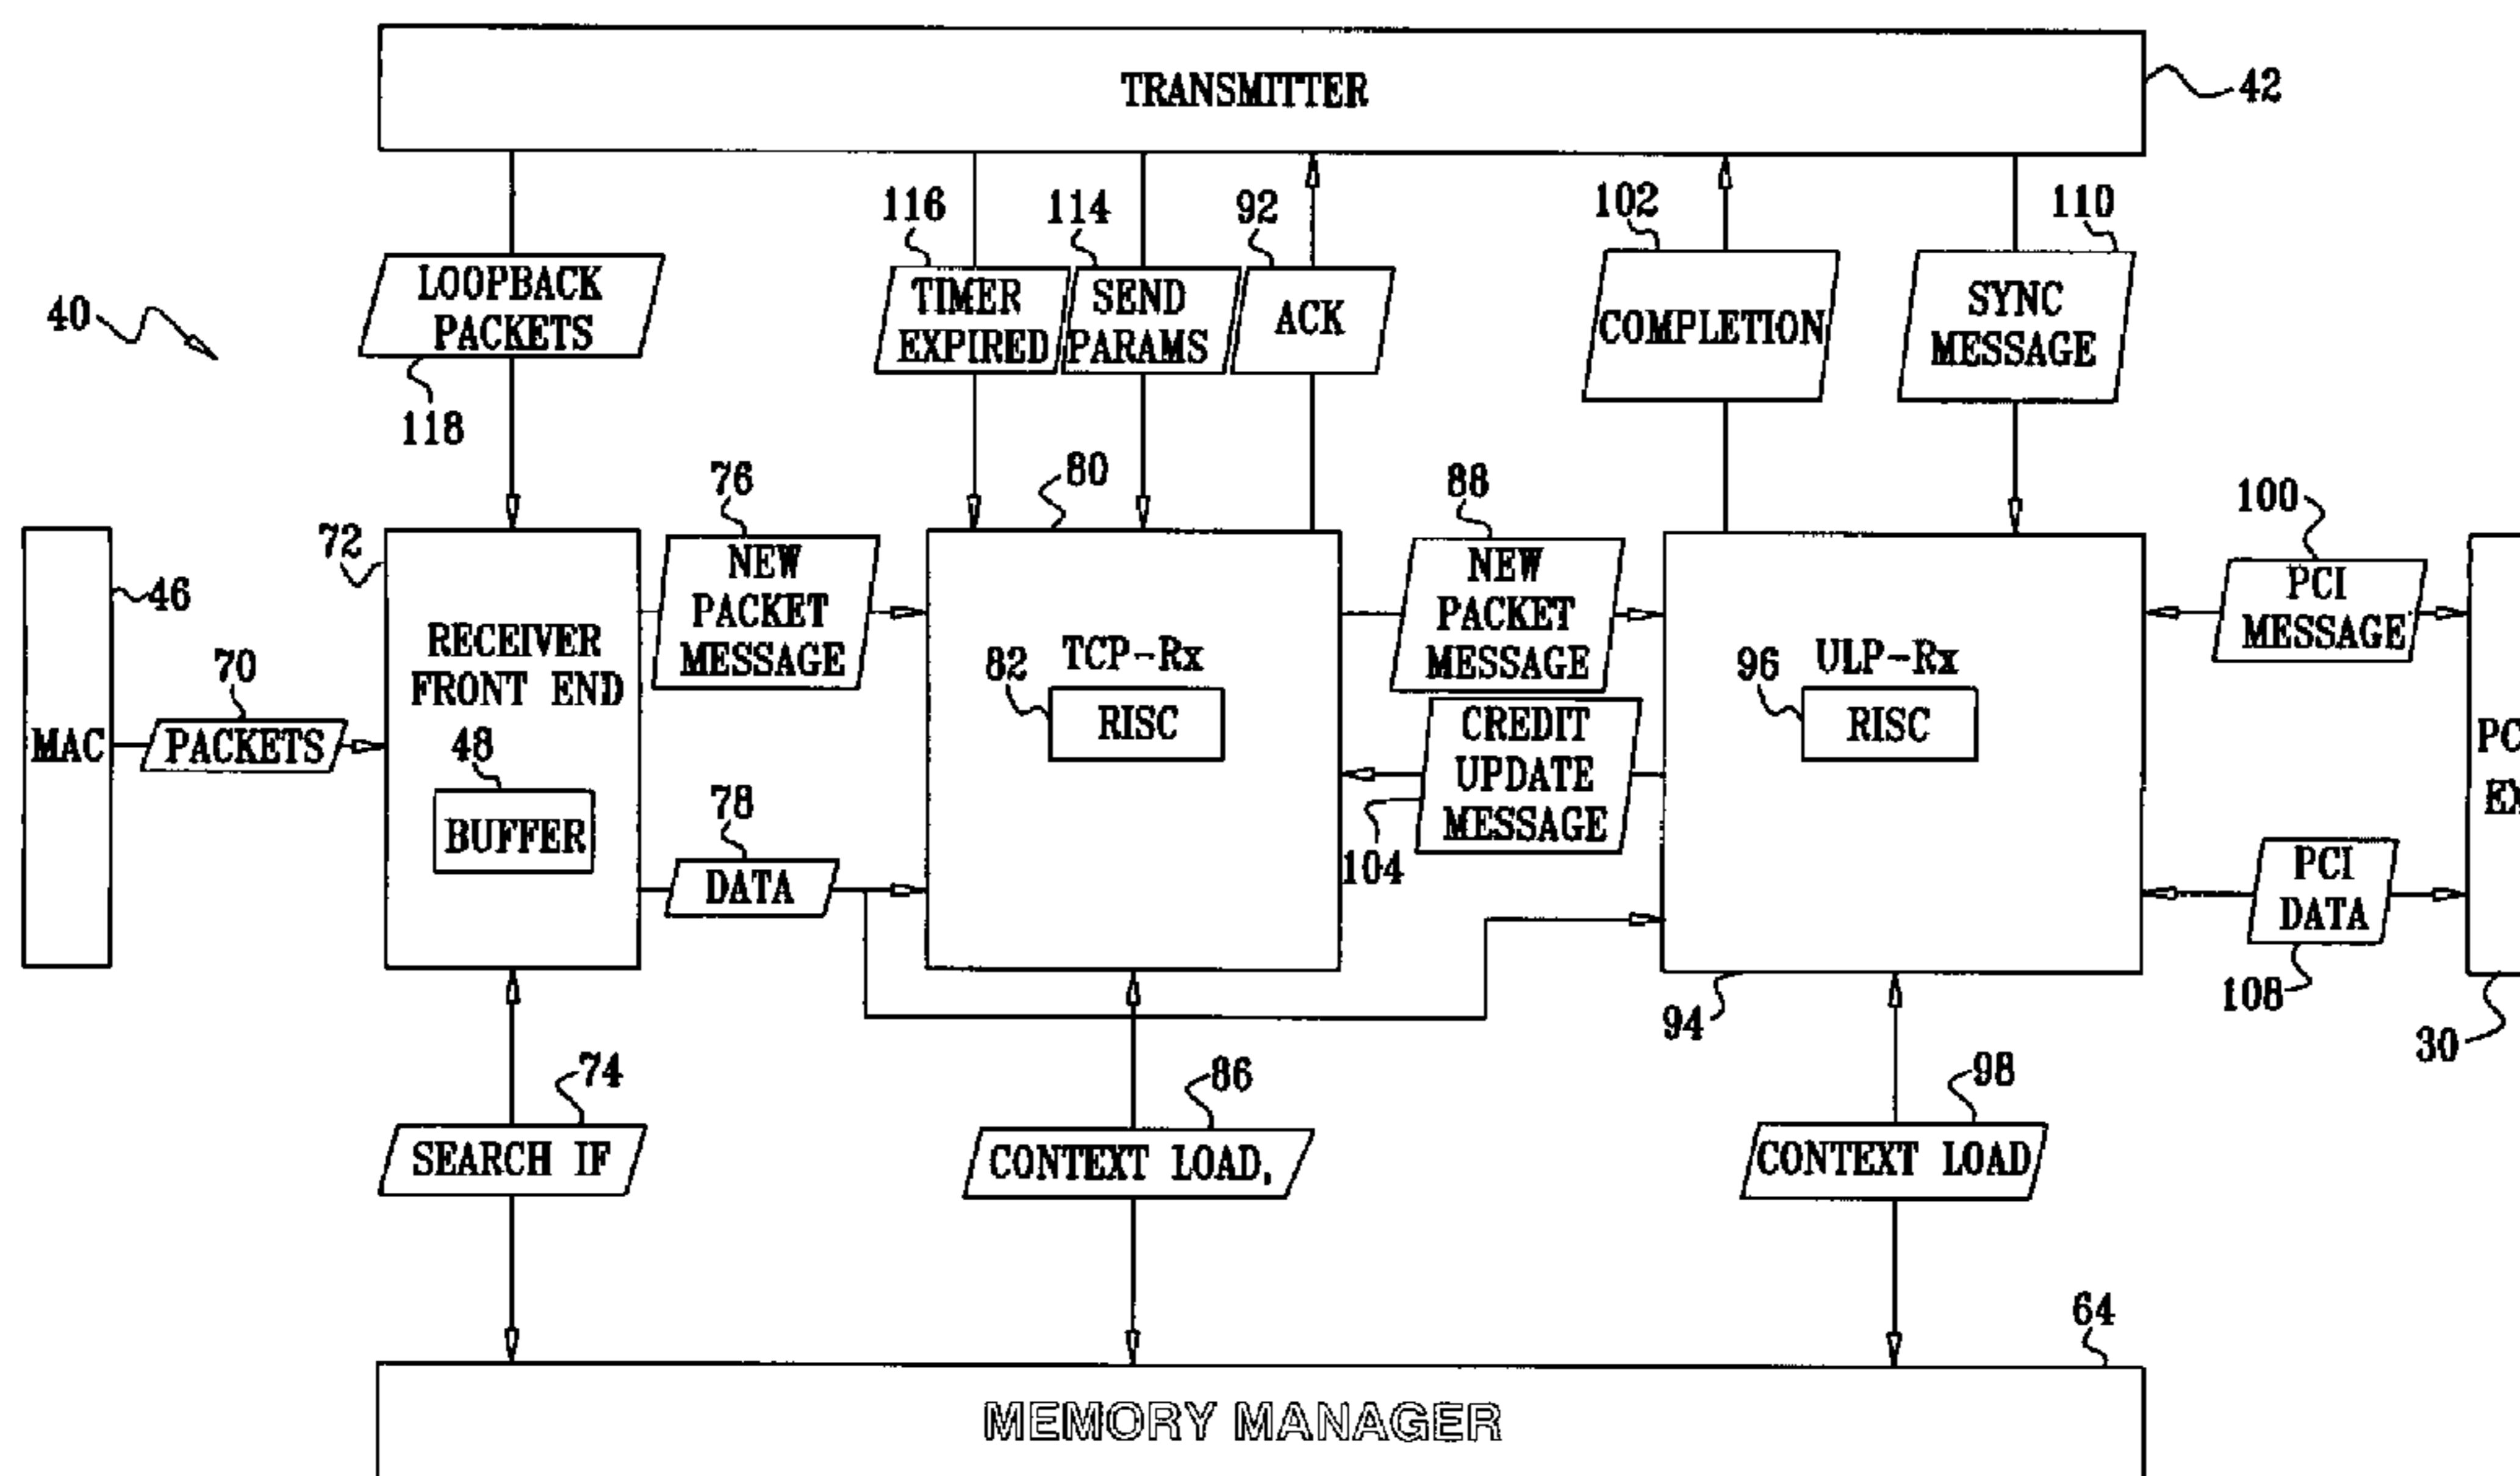 TRANSMITTER
42
116
114
92
102
110
LOOPBACK
PACKETS
118
TIMER
EXPIRED
SEND
PARAMS
ACK
COMPLETION
SYNC
MESSAGE
40
72
76
80
88
100
46
MAC
70
PACKETS
RECEIVER
FRONT END
48
BUFFER
NEW
PACKET
MESSAGE
78
DATA
TCP-Rx
82
RISC
NEW
PACKET
MESSAGE
CREDIT
UPDATE
MESSAGE
104
ULP-Rx
96
RISC
94
PCI
MESSAGE
PCI
DATA
108
PC
EX
30
74
SEARCH IF
86
CONTEXT LOAD,
98
CONTEXT LOAD
64
MEMORY MANAGER